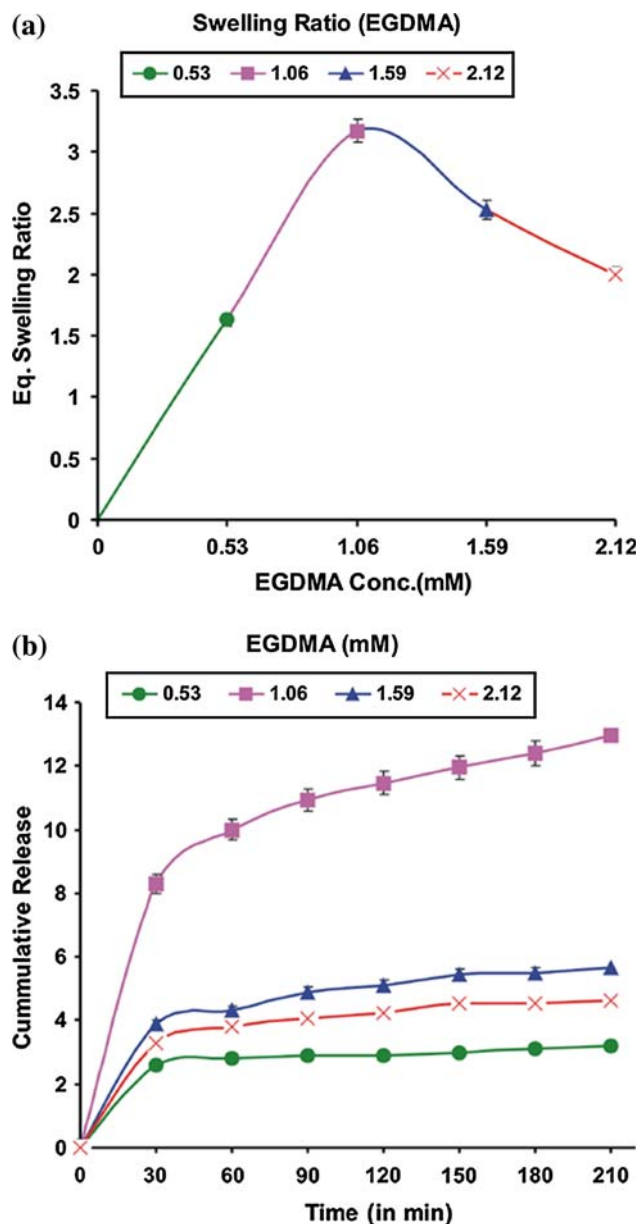 (a)
Swelling Ratio (EGDMA)
0.53 1.06 1.59 2.12
3.5
3
2.5
2
1.5
1
0.5
0
Eq. Swelling Ratio
0 0.53 1.06 1.59 2.12
EGDMA Conc.(mM)
(b)
EGDMA (mM)
0.53 1.06 1.59 2.12
14
12
10
8
6
4
2
0
Cummulative Release
0 30 60 90 120 150 180 210
Time (in min)